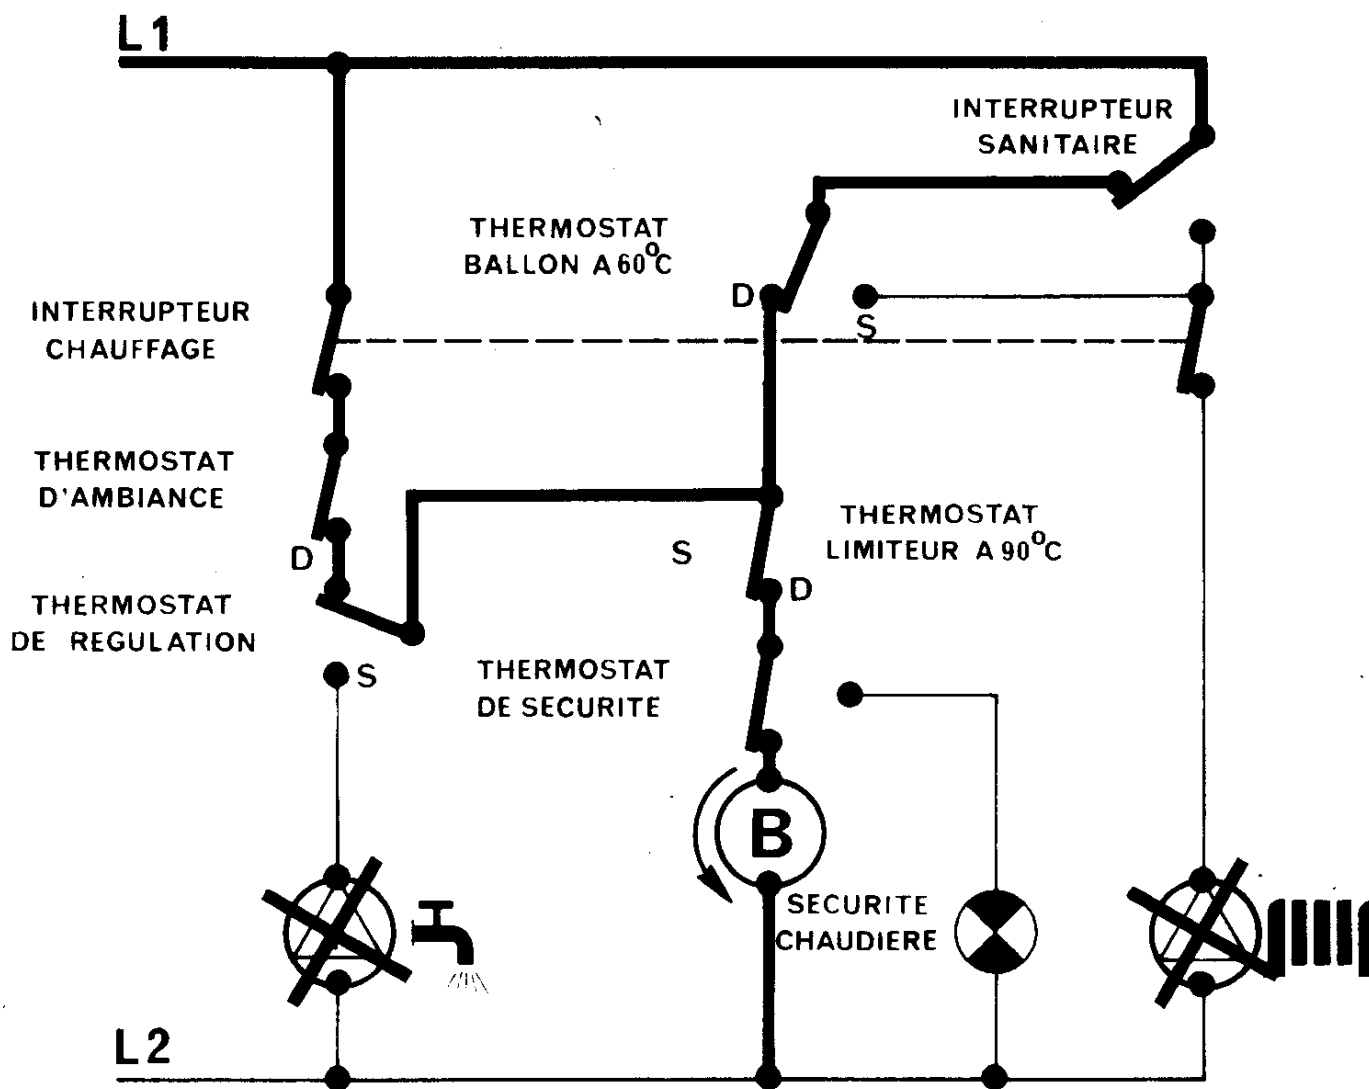 L1
INTERRUPTEUR
SANITAIRE
THERMOSTAT
BALLON A 60°C
D
S
INTERRUPTEUR
CHAUFFAGE
THERMOSTAT
D'AMBIANCE
D
THERMOSTAT
LIMITEUR A 90°C
S
D
THERMOSTAT
DE REGULATION
S
THERMOSTAT
DE SECURITE
B
SECURITE
CHAUDIERE
L2